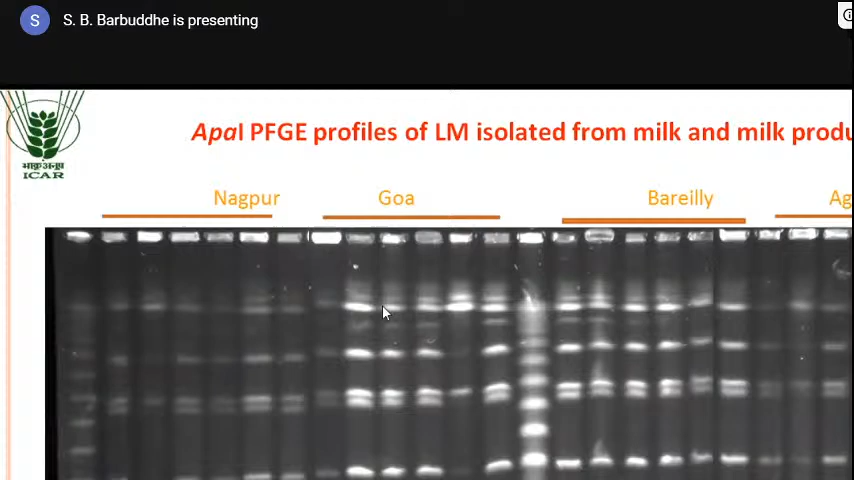 S
S. B. Barbuddhe is presenting
ApaI PFGE profiles of LM isolated from milk and milk produ
भाकृअनुप
ICAR
Nagpur Goa Bareilly Ag